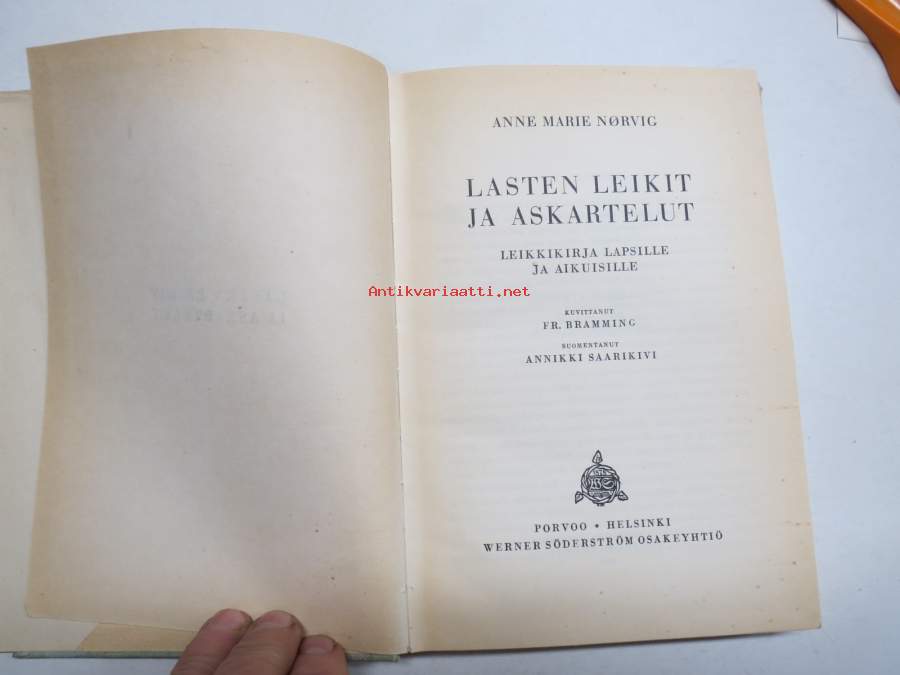 ANNE MARIE NØRVIG
LASTEN LEIKIT
JA ASKARTELUT
LEIKKIKIRJA LAPSILLE
JA AIKUISILLE
Antikvariaatti.net
KUVITTANUT
FR. BRAMMING
SUOMENTANUT
ANNIKKI SAARIKIVI
WS
PORVOO • HELSINKI
WERNER SÖDERSTRÖM OSAKEYHTIÖ